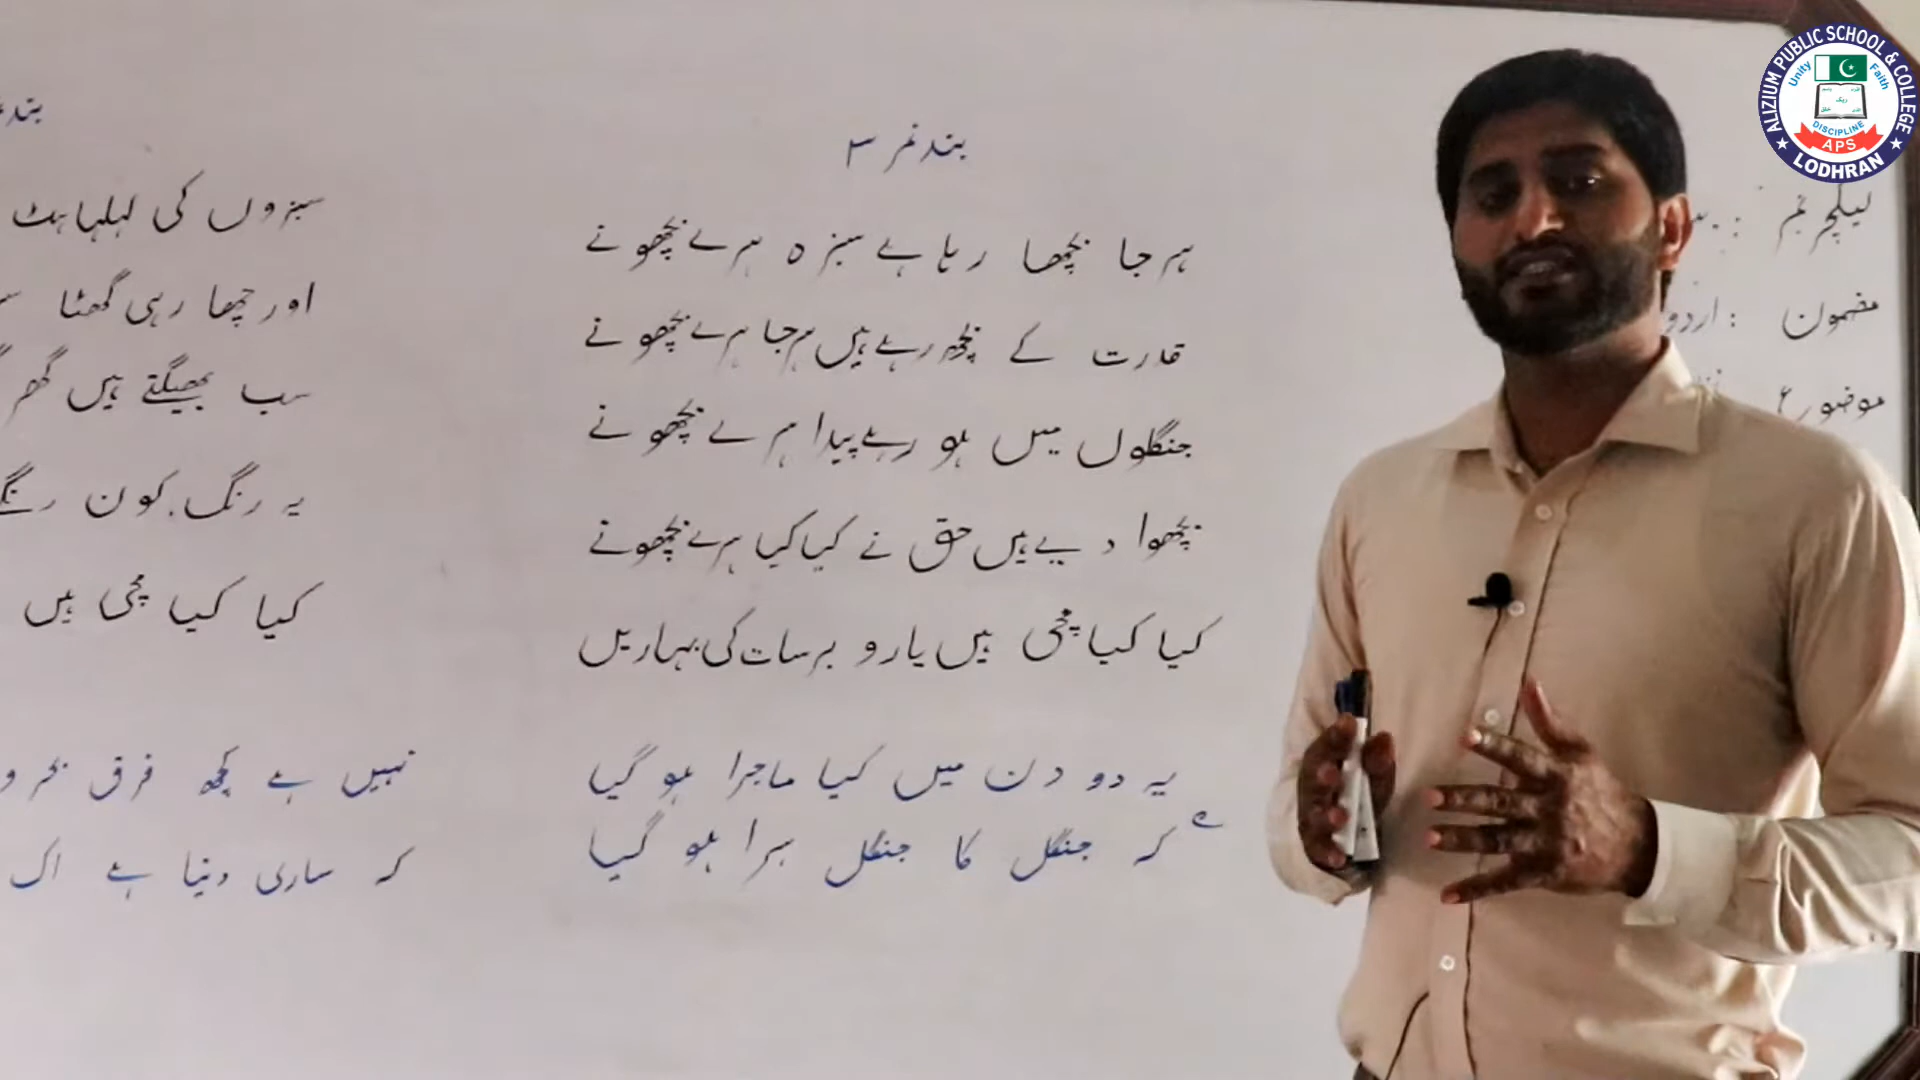 بند نمبر ۳
ہر جا بچھا رہا ہے سبزہ ہرے بچھونے
قدرت کے بچھ رہے ہیں ہر جا ہرے بچھونے
جنگلوں میں ہو رہے پیدا ہرے بچھونے
بچھوا دیے ہیں حق نے کیا کیا ہرے بچھونے
کیا کیا مچی ہیں یارو برسات کی بہاریں
یہ دو دن میں کیا ماجرا ہو گیا
کہ جنگل کا جنگل ہرا ہو گیا
بند
سبزوں کی لہلہاہٹ
اور چھا رہی گھٹا
سب بھیگتے ہیں گھر
یہ رنگ کون
کیا کیا مچی ہیں
نہیں ہے کچھ فرق
کہ ساری دنیا ہے اک
لیکچر نمبر :
مضمون : اردو
موضوع
ALIZIUM PUBLIC SCHOOL & COLLEGE
Unity
Faith
DISCIPLINE
APS
LODHRAN